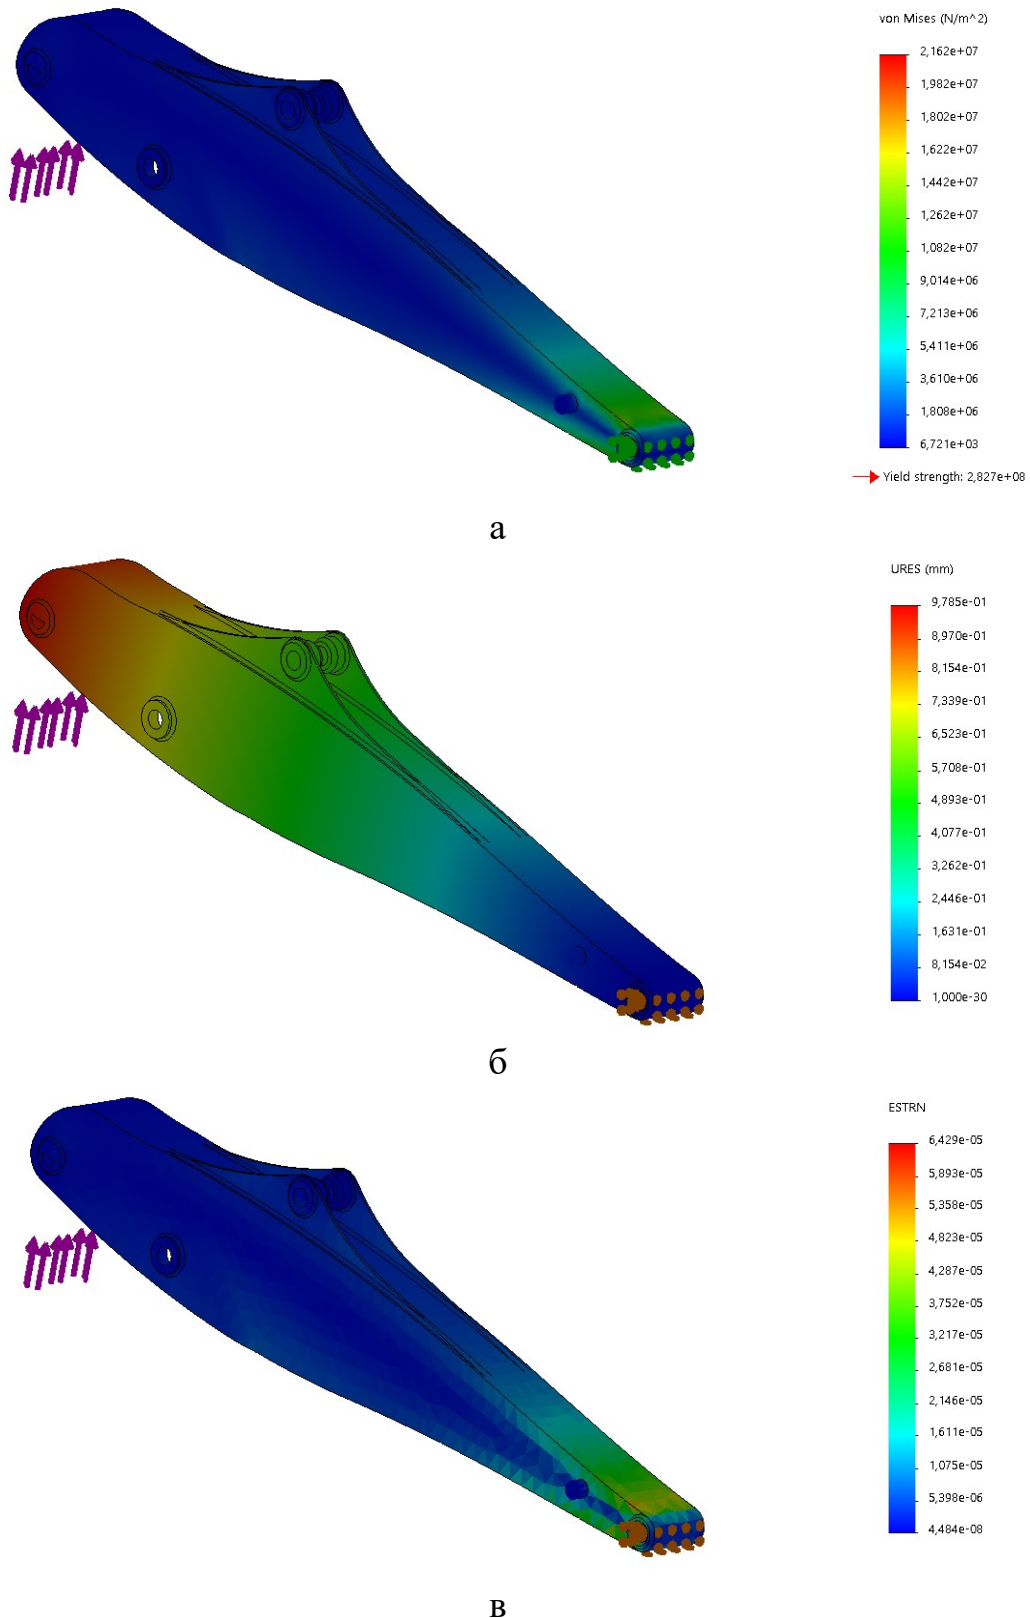 von Mises (N/m^2)
2,162e+07
1,982e+07
1,802e+07
1,622e+07
1,442e+07
1,262e+07
1,082e+07
9,014e+06
7,213e+06
5,411e+06
3,610e+06
1,808e+06
6,721e+03
Yield strength: 2,827e+08
а
URES (mm)
9,785e-01
8,970e-01
8,154e-01
7,339e-01
6,523e-01
5,708e-01
4,893e-01
4,077e-01
3,262e-01
2,446e-01
1,631e-01
8,154e-02
1,000e-30
б
ESTRN
6,429e-05
5,893e-05
5,358e-05
4,823e-05
4,287e-05
3,752e-05
3,217e-05
2,681e-05
2,146e-05
1,611e-05
1,075e-05
5,398e-06
4,484e-08
в